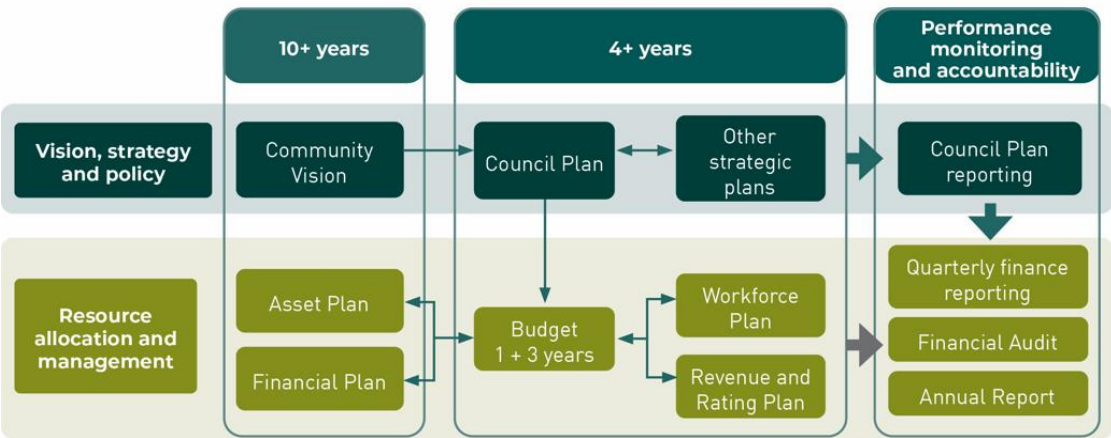 10+ years
4+ years
Performance
monitoring
and accountability
Vision, strategy
and policy
Community
Vision
Council Plan
Other
strategic
plans
Council Plan
reporting
Resource
allocation and
management
Asset Plan
Financial Plan
Budget
1 + 3 years
Workforce
Plan
Revenue and
Rating Plan
Quarterly finance
reporting
Financial Audit
Annual Report